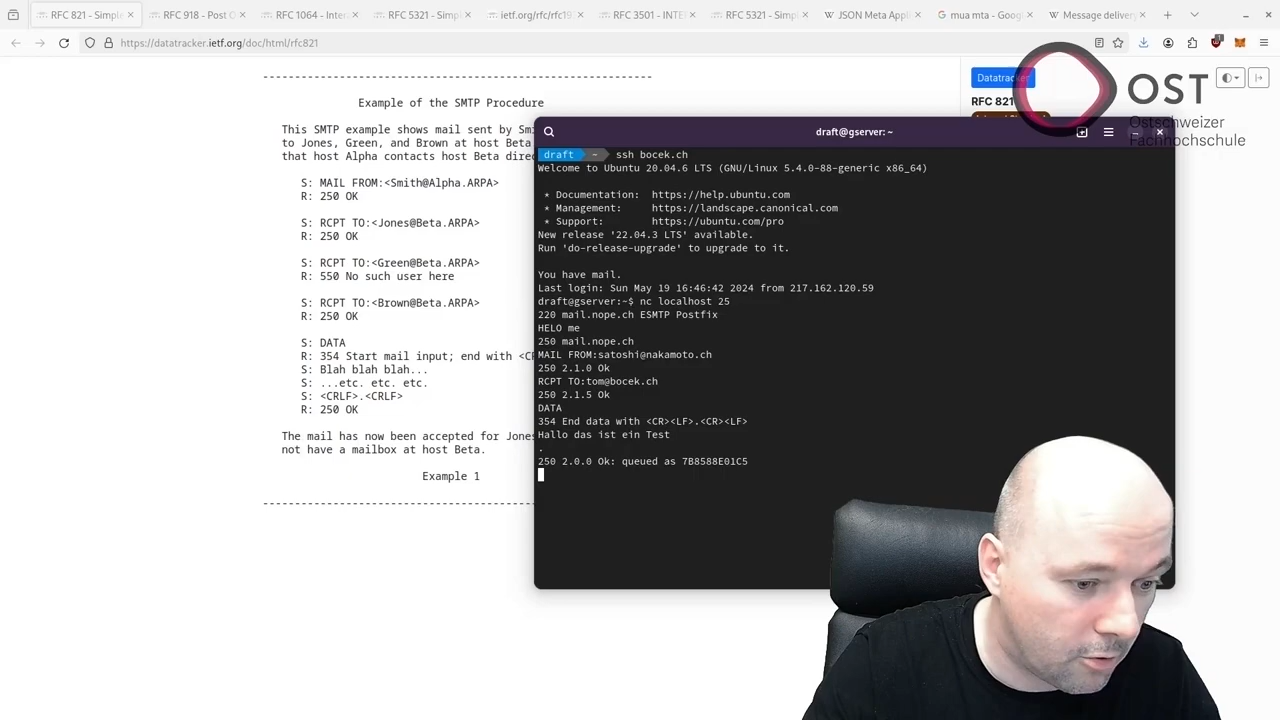 RFC 821 - Simple
RFC 918 - Post O
RFC 1064 - Inter
RFC 5321 - Simpl
ietf.org/rfc/rfc19
RFC 3501 - INTE
RFC 5321 - Simpl
JSON Meta Appl
mua mta - Googl
Message delivery
https://datatracker.ietf.org/doc/html/rfc821
Example of the SMTP Procedure
This SMTP example shows mail sent by Smi
to Jones, Green, and Brown at host Beta
that host Alpha contacts host Beta direc
S: MAIL FROM:<Smith@Alpha.ARPA>
R: 250 OK
S: RCPT TO:<Jones@Beta.ARPA>
R: 250 OK
S: RCPT TO:<Green@Beta.ARPA>
R: 550 No such user here
S: RCPT TO:<Brown@Beta.ARPA>
R: 250 OK
S: DATA
R: 354 Start mail input; end with <CR
S: Blah blah blah...
S: ...etc. etc. etc.
S: <CRLF>.<CRLF>
R: 250 OK
The mail has now been accepted for Jones
not have a mailbox at host Beta.
Example 1
Datatracker
RFC 821
OST
Ostschweizer
Fachhochschule
draft@gserver: ~
draft ~ ssh bocek.ch
Welcome to Ubuntu 20.04.6 LTS (GNU/Linux 5.4.0-88-generic x86_64)
* Documentation: https://help.ubuntu.com
* Management: https://landscape.canonical.com
* Support: https://ubuntu.com/pro
New release '22.04.3 LTS' available.
Run 'do-release-upgrade' to upgrade to it.
You have mail.
Last login: Sun May 19 16:46:42 2024 from 217.162.120.59
draft@gserver:~$ nc localhost 25
220 mail.nope.ch ESMTP Postfix
HELO me
250 mail.nope.ch
MAIL FROM:satoshi@nakamoto.ch
250 2.1.0 Ok
RCPT TO:tom@bocek.ch
250 2.1.5 Ok
DATA
354 End data with <CR><LF>.<CR><LF>
Hallo das ist ein Test
.
250 2.0.0 Ok: queued as 7B8588E01C5